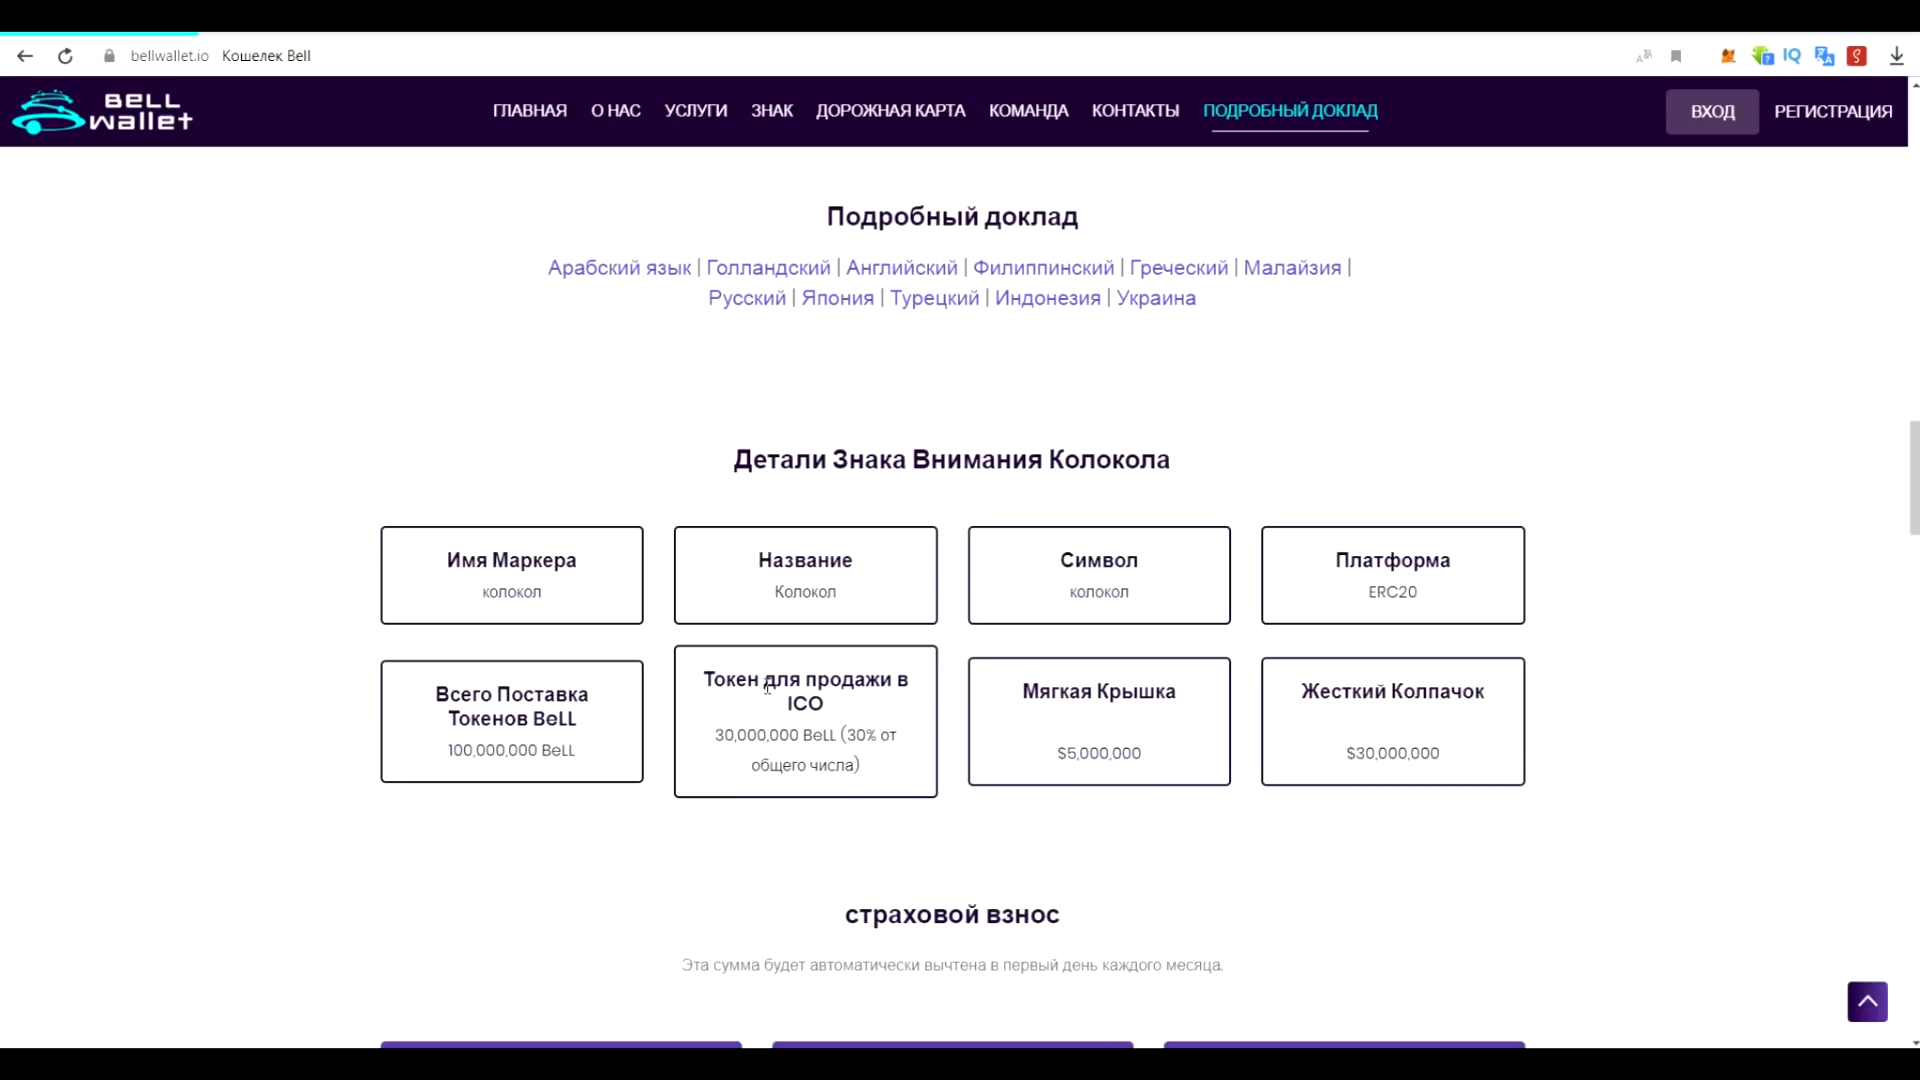 bellwallet.io Кошелек Bell
BELL
wallet
ГЛАВНАЯ О НАС УСЛУГИ ЗНАК ДОРОЖНАЯ КАРТА КОМАНДА КОНТАКТЫ ПОДРОБНЫЙ ДОКЛАД ВХОД РЕГИСТРАЦИЯ
Подробный доклад
Арабский язык | Голландский | Английский | Филиппинский | Греческий | Малайзия |
Русский | Япония | Турецкий | Индонезия | Украина
Детали Знака Внимания Колокола
Имя Маркера
колокол
Название
Колокол
Символ
колокол
Платформа
ERC20
Всего Поставка
Токенов BeLL
100,000,000 BeLL
Токен для продажи в
ICO
30,000,000 BeLL (30% от
общего числа)
Мягкая Крышка
$5,000,000
Жесткий Колпачок
$30,000,000
страховой взнос
Эта сумма будет автоматически вычтена в первый день каждого месяца.